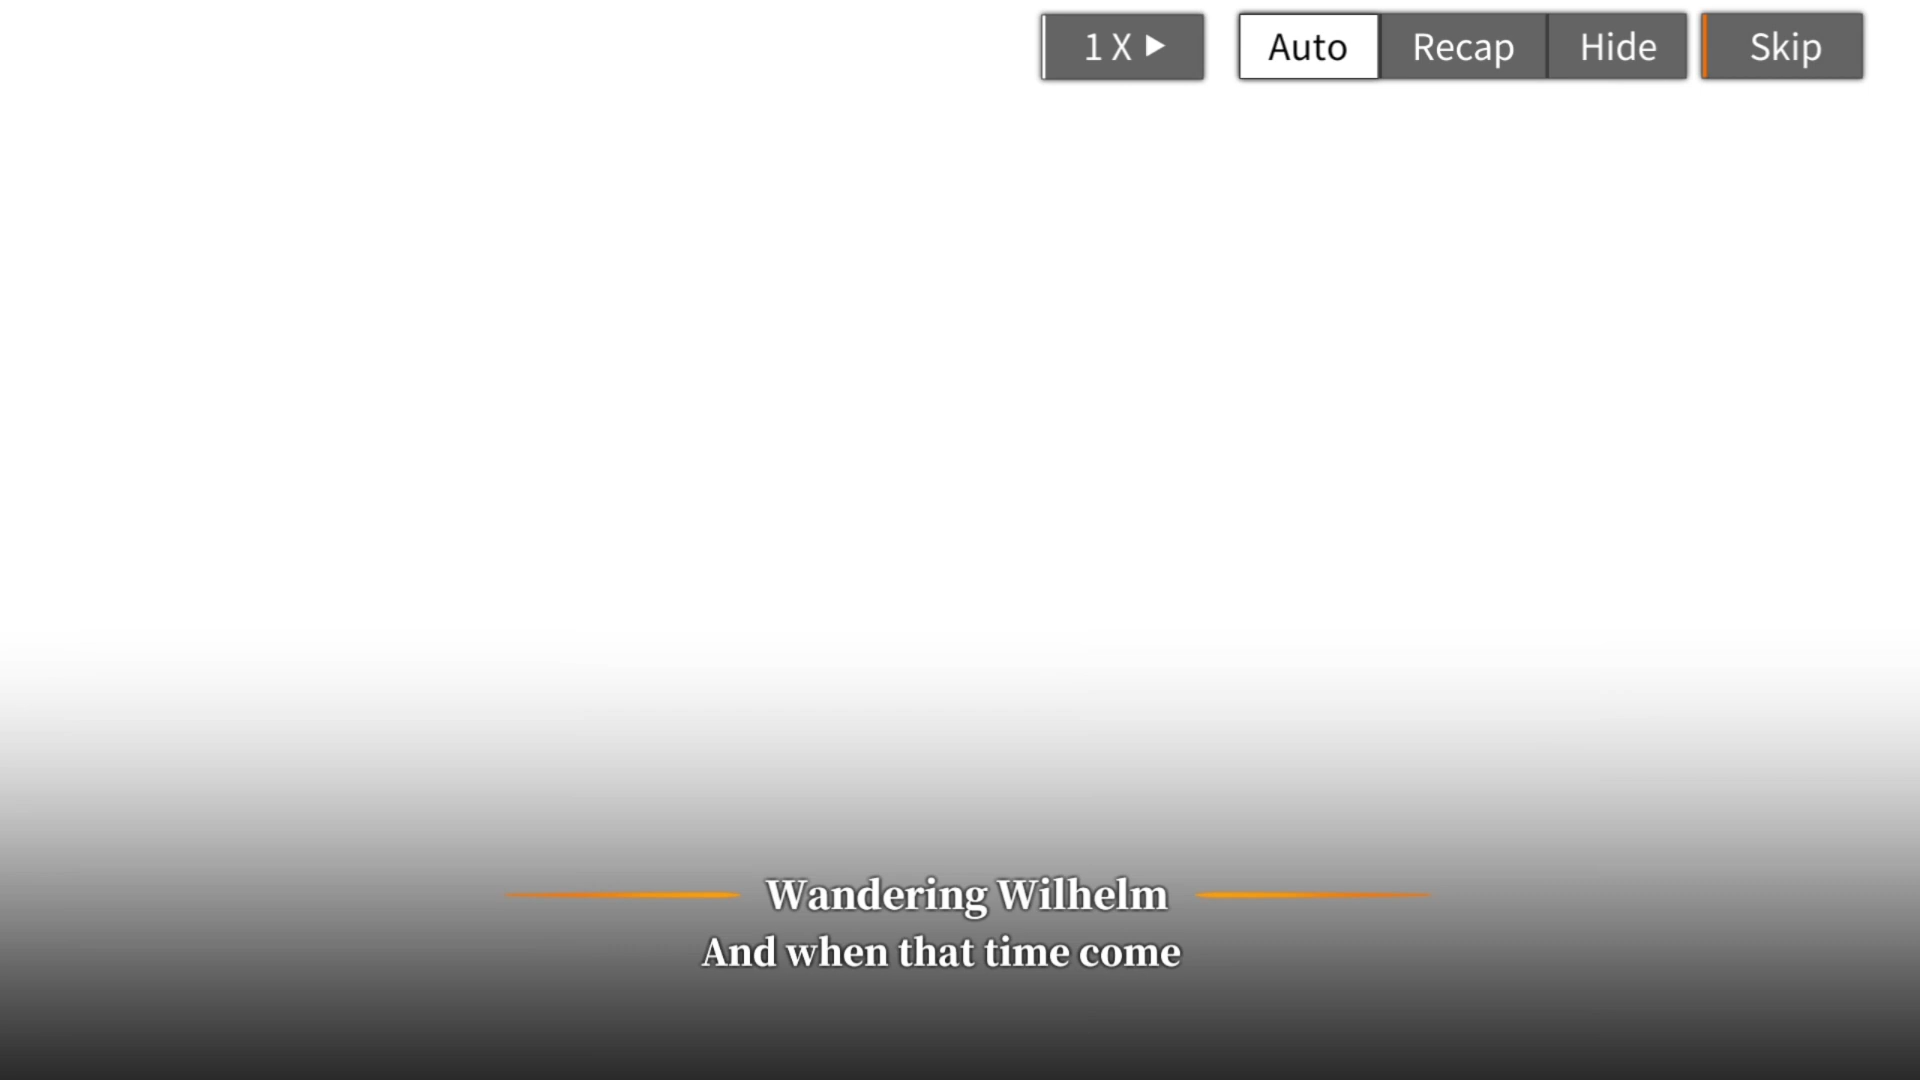 1 X
Auto
Recap
Hide
Skip
Wandering Wilhelm
And when that time come